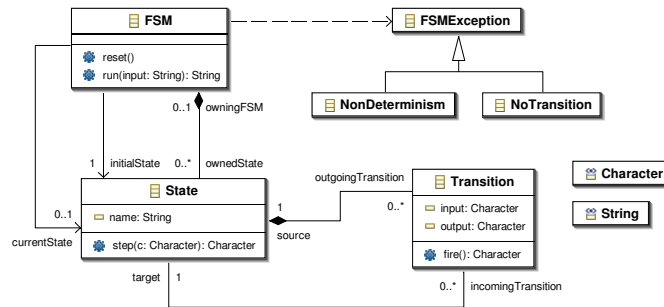 FSM
FSMException
reset()
run(input: String): String
NonDeterminism
NoTransition
0..1
owningFSM
1
initialState
0..*
ownedState
State
name: String
step(c: Character): Character
0..1
currentState
1
source
outgoingTransition
0..*
Transition
input: Character
output: Character
fire(): Character
Character
String
target
1
0..*
incomingTransition